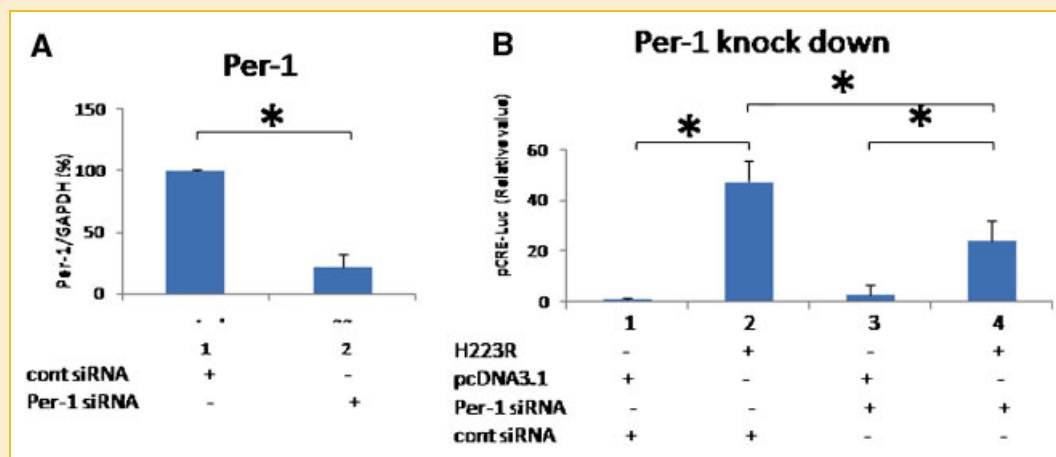 A
Per-1
*
150
100
50
0
Per-1/GAPDH (%)
1 2
cont siRNA + -
Per-1 siRNA - +
B
Per-1 knock down
*
* *
60
40
20
0
pCRE-Luc (Relative value)
1 2 3 4
H223R - + - +
pcDNA3.1 + - + -
Per-1 siRNA - - + +
cont siRNA + + - -